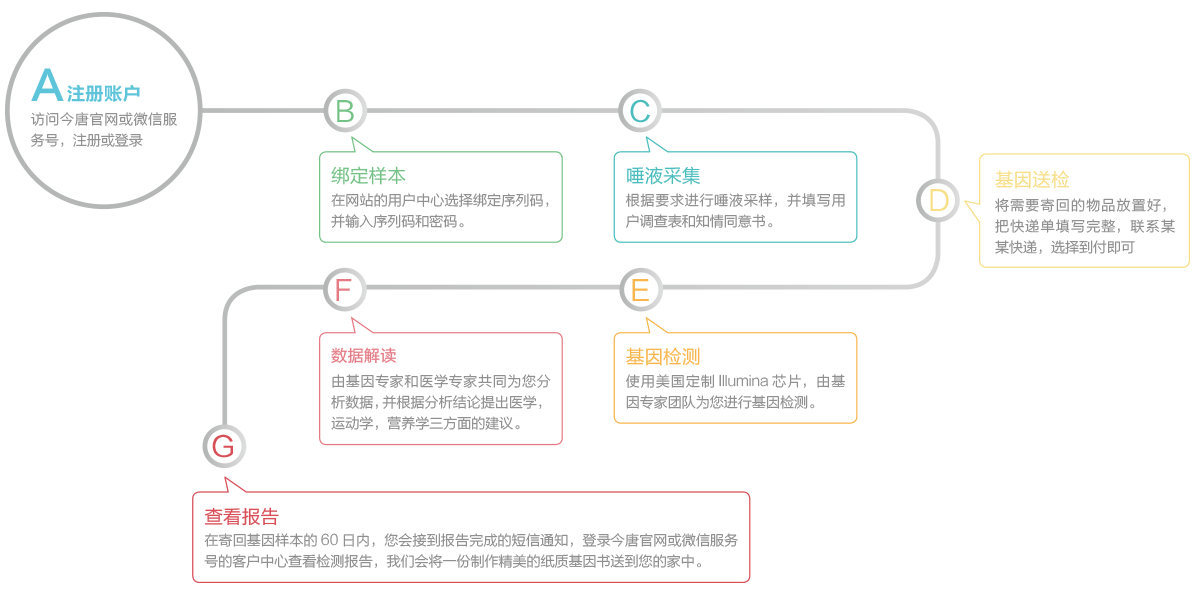 A 注册账户
访问今唐官网或微信服
务号，注册或登录
B
绑定样本
在网站的用户中心选择绑定序列码，
并输入序列码和密码。
C
唾液采集
根据要求进行唾液采样，并填写用
户调查表和知情同意书。
D
基因送检
将需要寄回的物品放置好，
把快递单填写完整，联系某
某快递，选择到付即可
E
基因检测
使用美国定制 Illumina 芯片，由基
因专家团队为您进行基因检测。
F
数据解读
由基因专家和医学专家共同为您分
析数据，并根据分析结论提出医学，
运动学，营养学三方面的建议。
G
查看报告
在寄回基因样本的 60 日内，您会接到报告完成的短信通知，登录今唐官网或微信服务
号的客户中心查看检测报告，我们会将一份制作精美的纸质基因书送到您的家中。